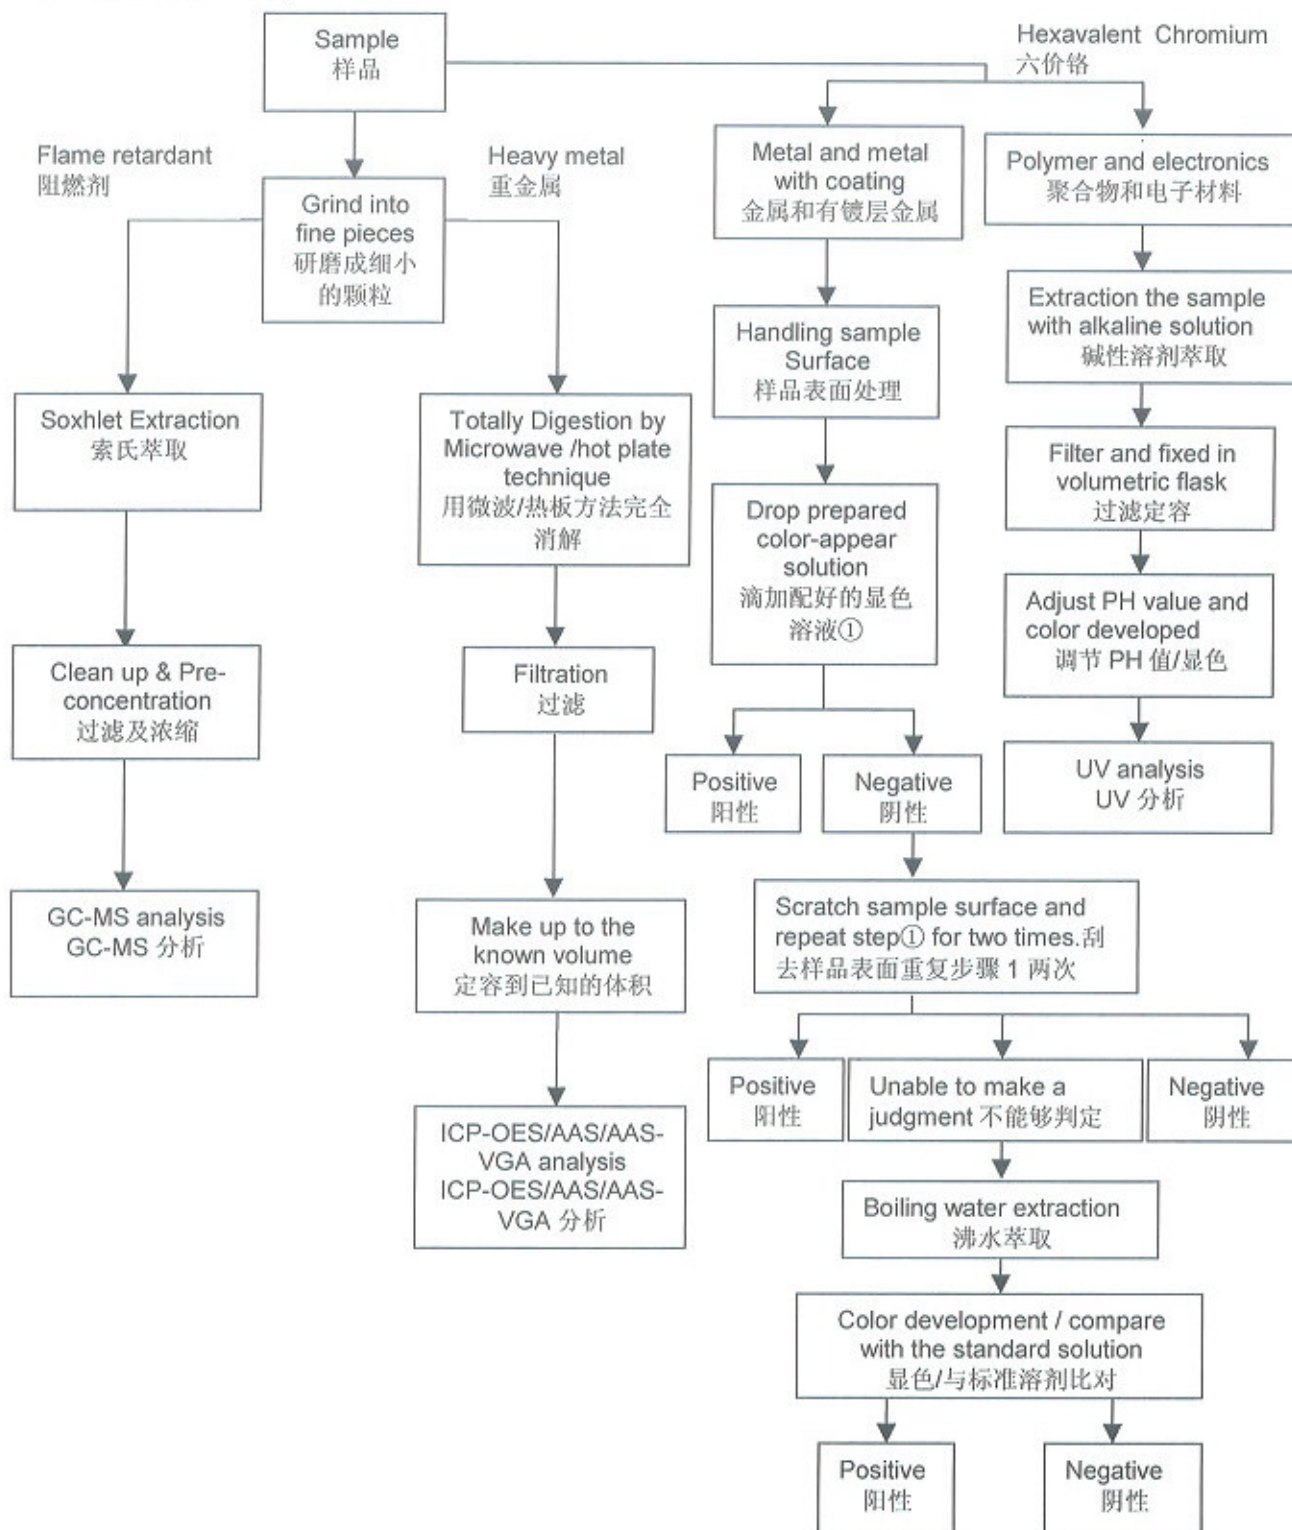 Sample
样品
Hexavalent Chromium
六价铬
Flame retardant
阻燃剂
Heavy metal
重金属
Grind into
fine pieces
研磨成细小
的颗粒
Metal and metal
with coating
金属和有镀层金属
Polymer and electronics
聚合物和电子材料
Soxhlet Extraction
索氏萃取
Totally Digestion by
Microwave /hot plate
technique
用微波/热板方法完全
消解
Handling sample
Surface
样品表面处理
Extraction the sample
with alkaline solution
碱性溶剂萃取
Drop prepared
color-appear
solution
滴加配好的显色
溶液①
Filter and fixed in
volumetric flask
过滤定容
Clean up & Pre-
concentration
过滤及浓缩
Filtration
过滤
Adjust PH value and
color developed
调节 PH 值/显色
Positive
阳性
Negative
阴性
UV analysis
UV 分析
GC-MS analysis
GC-MS 分析
Make up to the
known volume
定容到已知的体积
Scratch sample surface and
repeat step① for two times.刮
去样品表面重复步骤 1 两次
ICP-OES/AAS/AAS-
VGA analysis
ICP-OES/AAS/AAS-
VGA 分析
Positive
阳性
Unable to make a
judgment 不能够判定
Negative
阴性
Boiling water extraction
沸水萃取
Color development / compare
with the standard solution
显色/与标准溶剂比对
Positive
阳性
Negative
阴性